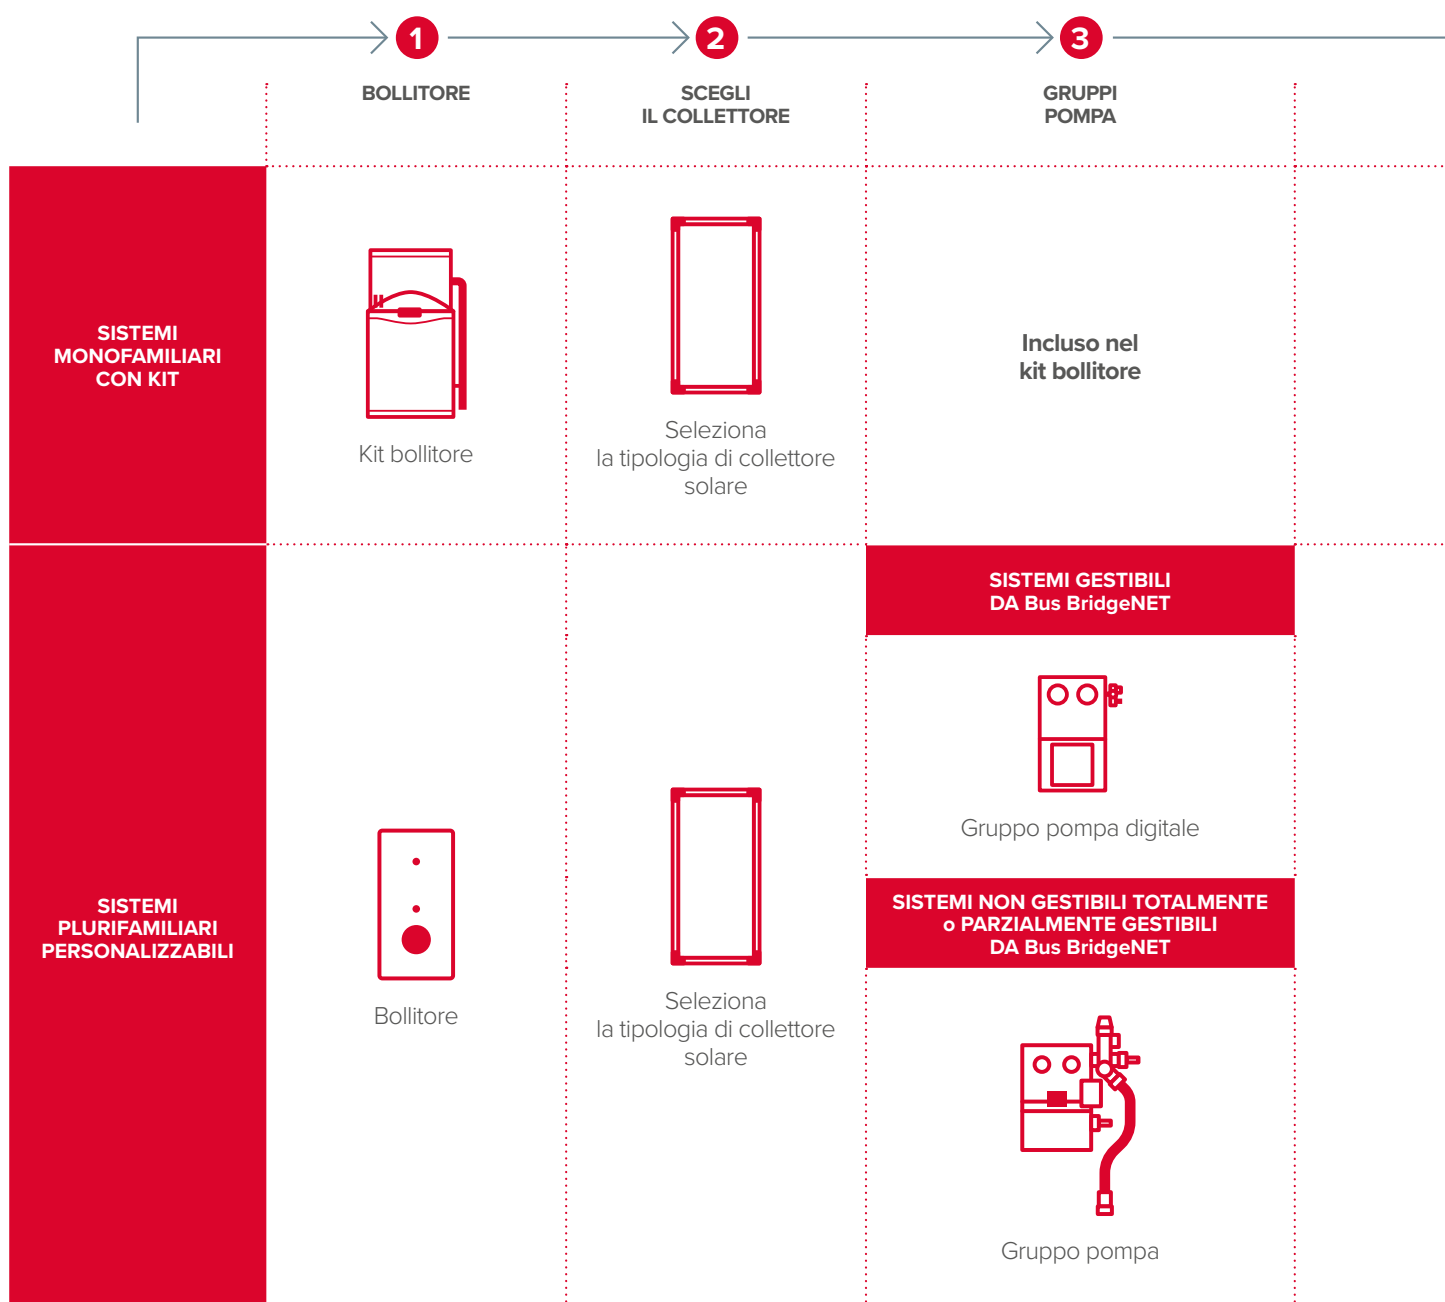 1
2
3
BOLLITORE
SCEGLI
IL COLLETTORE
GRUPPI
POMPA
SISTEMI
MONOFAMILIARI
CON KIT
Kit bollitore
Seleziona
la tipologia di collettore
solare
Incluso nel
kit bollitore
SISTEMI
PLURIFAMILIARI
PERSONALIZZABILI
Bollitore
Seleziona
la tipologia di collettore
solare
SISTEMI GESTIBILI
DA Bus BridgeNET
Gruppo pompa digitale
SISTEMI NON GESTIBILI TOTALMENTE
o PARZIALMENTE GESTIBILI
DA Bus BridgeNET
Gruppo pompa